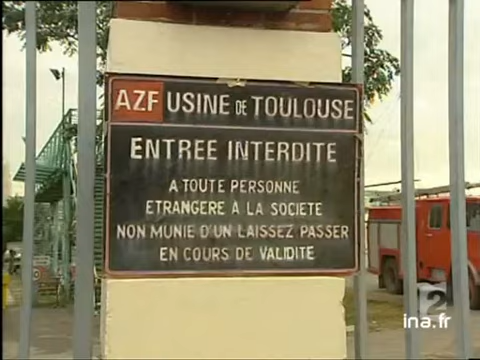 AZF USINE DE TOULOUSE
ENTREE INTERDITE
A TOUTE PERSONNE
ETRANGERE A LA SOCIETE
NON MUNIE D'UN LAISSEZ PASSER
EN COURS DE VALIDITE
2
ina.fr